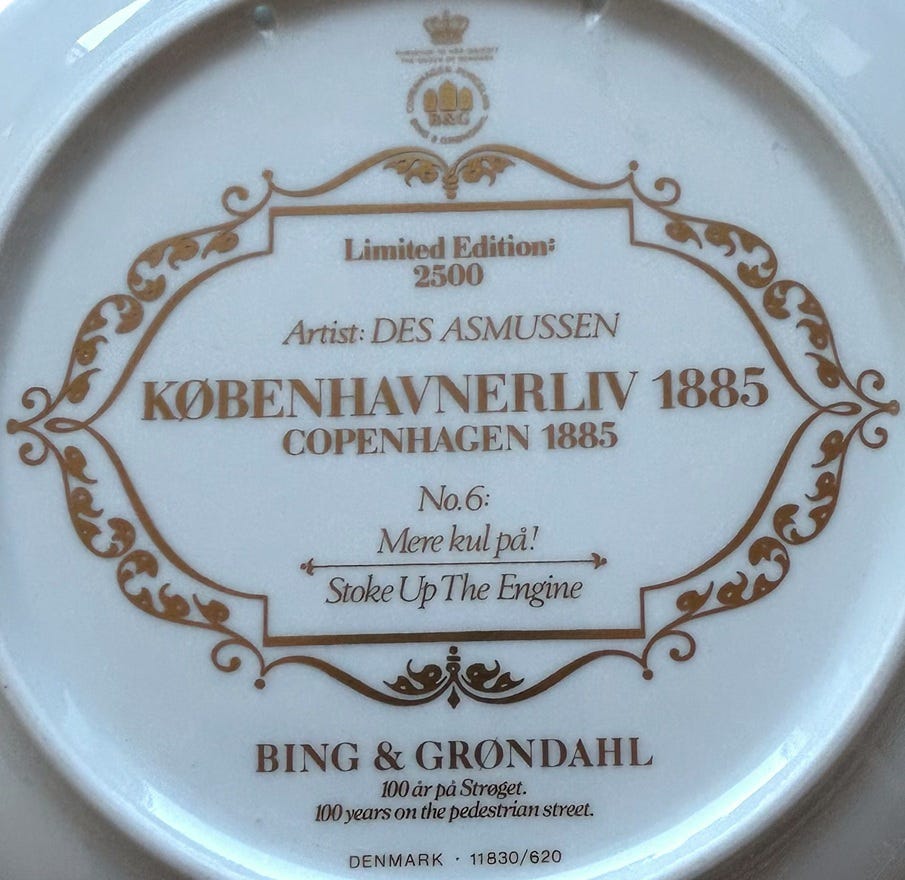 B&G
Limited Edition:
2500
Artist: DES ASMUSSEN
KØBENHAVNERLIV 1885
COPENHAGEN 1885
No.6:
Mere kul på!
Stoke Up The Engine
BING & GRØNDAHL
100 år på Strøget.
100 years on the pedestrian street.
DENMARK · 11830/620